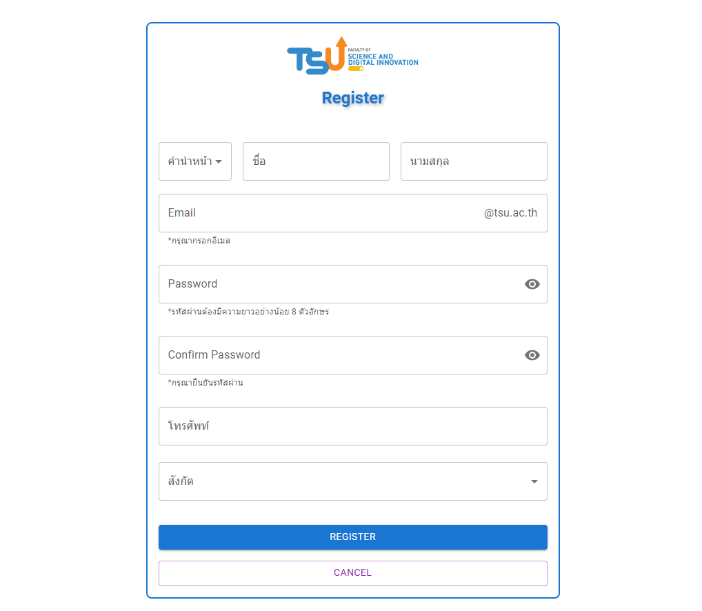 TSU FACULTY OF
SCIENCE AND
DIGITAL INNOVATION
Register
คำนำหน้า ชื่อ นามสกุล
Email @tsu.ac.th
*กรุณากรอกอีเมล
Password
*รหัสผ่านต้องมีความยาวอย่างน้อย 8 ตัวอักษร
Confirm Password
*กรุณายืนยันรหัสผ่าน
โทรศัพท์
สังกัด
REGISTER
CANCEL